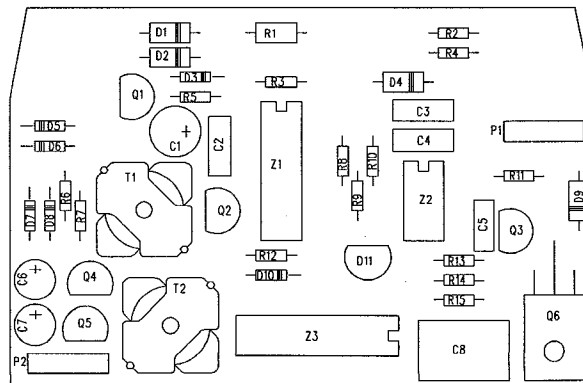 D1
R1
R2
D2
R4
D3
R3
D4
Q1
R5
C3
C1
C2
C4
P1
D5
D6
Z1
R8
R10
T1
R11
R6
R9
Z2
D9
D7
D8
R7
Q2
C5
Q3
R12
D11
R13
C6
Q4
D10
R14
T2
R15
C7
Q5
Z3
C8
Q6
P2